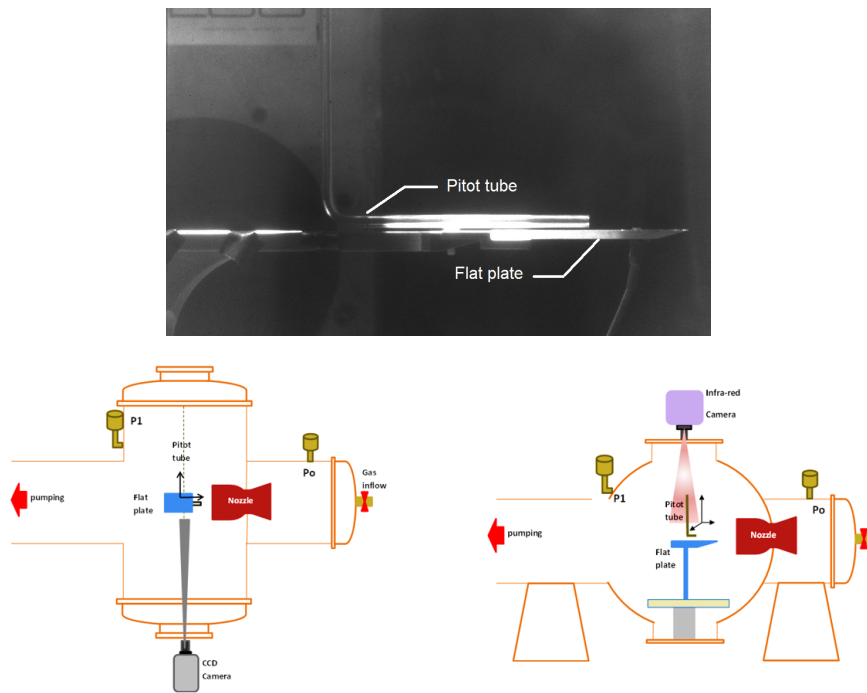 Pitot tube
Flat plate
P1
Pitot
tube
Po
Gas
inflow
pumping
Flat
plate
Nozzle
CCD
Camera
Infra-red
Camera
P1
Pitot
tube
Po
pumping
Flat
plate
Nozzle